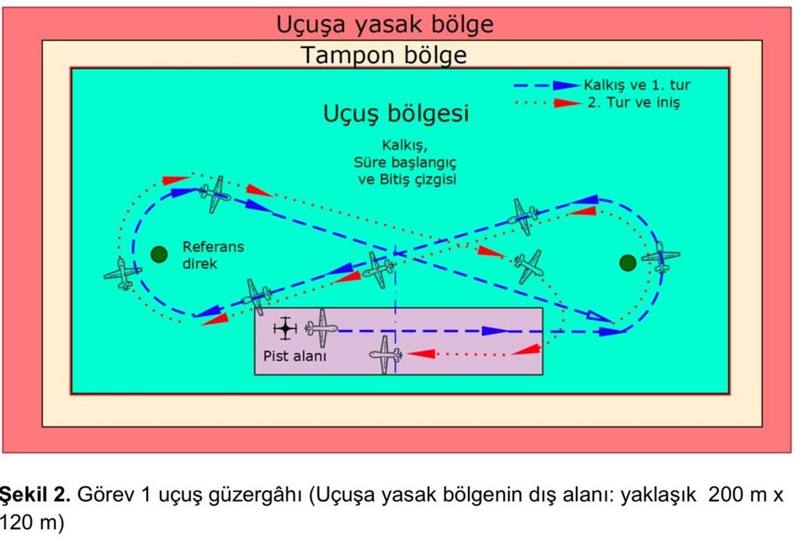 Uçuşa yasak bölge
Tampon bölge
Kalkış ve 1. tur
2. Tur ve iniş
Uçuş bölgesi
Kalkış,
Süre başlangıç
ve Bitiş çizgisi
Referans
direk
Pist alanı
Şekil 2. Görev 1 uçuş güzergâhı (Uçuşa yasak bölgenin dış alanı: yaklaşık 200 m x
120 m)